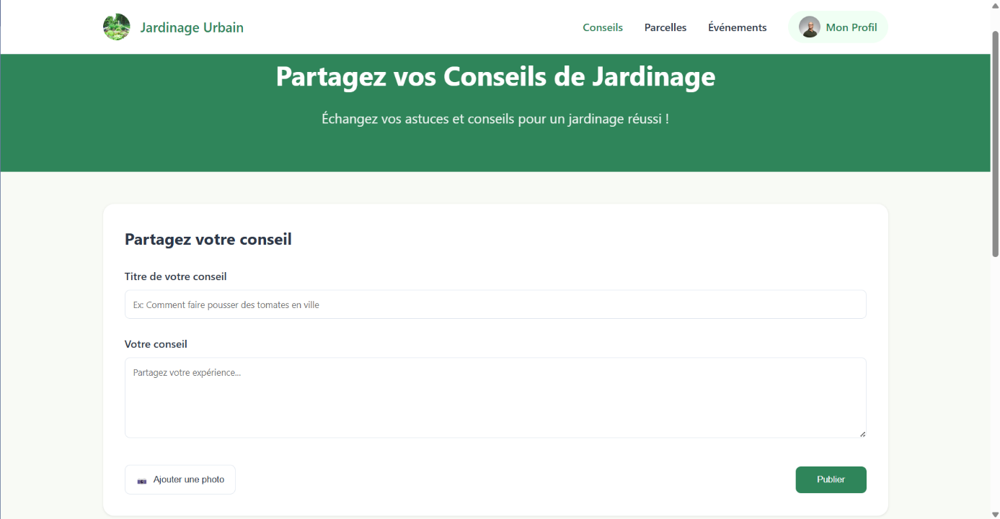 Jardinage Urbain
Conseils Parcelles Événements Mon Profil
Partagez vos Conseils de Jardinage
Échangez vos astuces et conseils pour un jardinage réussi !
Partagez votre conseil
Titre de votre conseil
Ex: Comment faire pousser des tomates en ville
Votre conseil
Partagez votre expérience...
Ajouter une photo
Publier